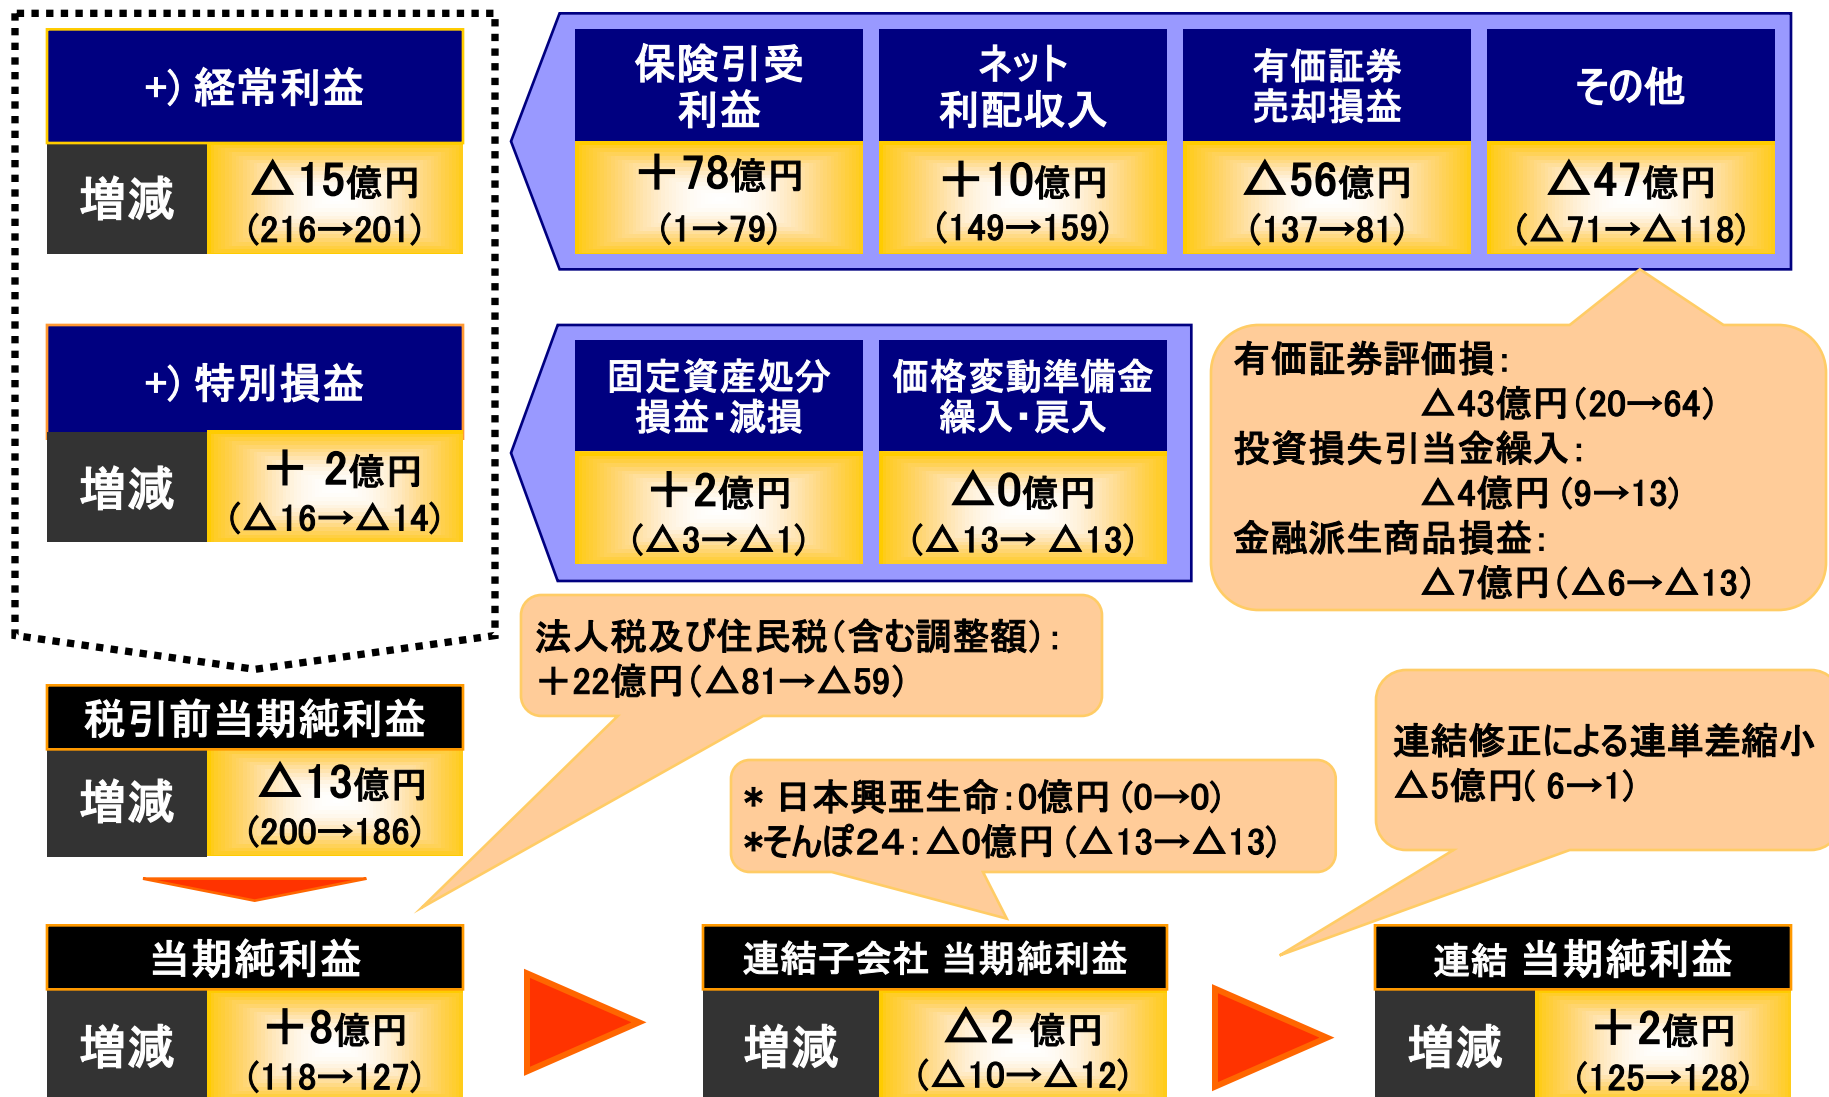 +) 経常利益
増減
△15億円
(216→201)
保険引受
利益
+78億円
(1→79)
ネット
利配収入
+10億円
(149→159)
有価証券
売却損益
△56億円
(137→81)
その他
△47億円
(△71→△118)
+) 特別損益
増減
+ 2億円
(△16→△14)
固定資産処分
損益・減損
+2億円
(△3→△1)
価格変動準備金
繰入・戻入
△0億円
(△13→ △13)
有価証券評価損:
△43億円(20→64)
投資損失引当金繰入:
△4億円(9→13)
金融派生商品損益:
△7億円(△6→△13)
法人税及び住民税(含む調整額):
+22億円(△81→△59)
税引前当期純利益
増減
△13億円
(200→186)
* 日本興亜生命:0億円(0→0)
*そんぽ24:△0億円(△13→△13)
連結修正による連単差縮小
△5億円( 6→1)
当期純利益
増減
+8億円
(118→127)
連結子会社 当期純利益
増減
△2 億円
(△10→△12)
連結 当期純利益
増減
+2億円
(125→128)